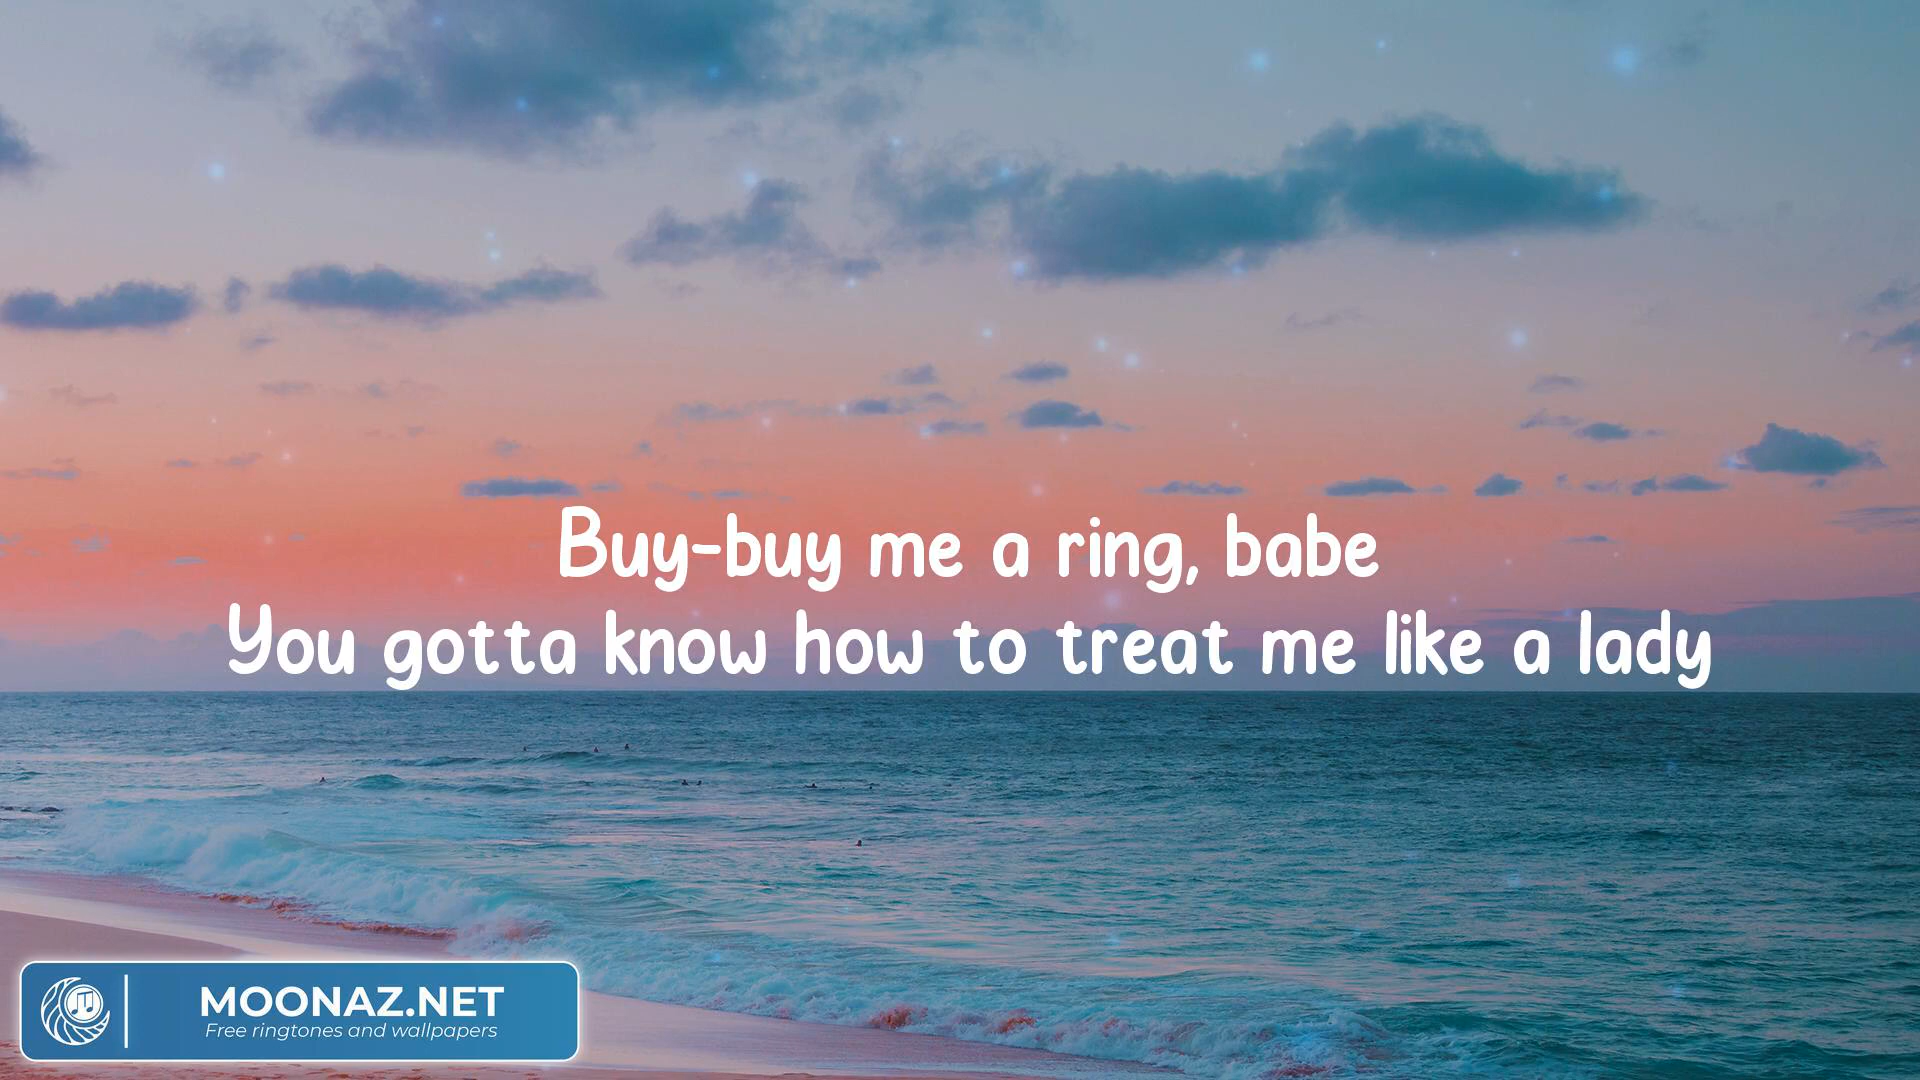 Buy-buy me a ring, babe
You gotta know how to treat me like a lady
MOONAZ.NET
Free ringtones and wallpapers